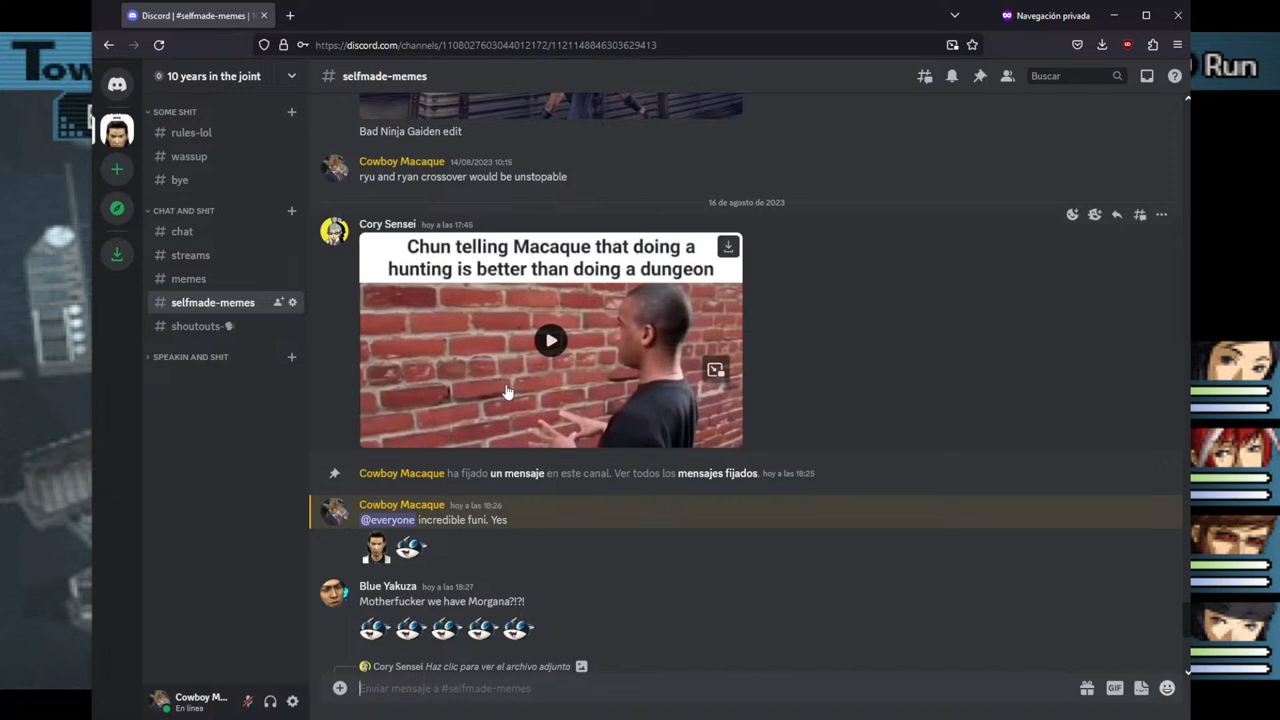 Discord | #selfmade-memes | 1
Navegación privada
https://discord.com/channels/1108027603044012172/1121148846303629413
Tow
Run
10 years in the joint
selfmade-memes
Buscar
SOME SHIT
rules-lol
wassup
bye
CHAT AND SHIT
chat
streams
memes
selfmade-memes
shoutouts-
SPEAKIN AND SHIT
Bad Ninja Gaiden edit
Cowboy Macaque 14/08/2023 10:15
ryu and ryan crossover would be unstopable
16 de agosto de 2023
Cory Sensei hoy a las 17:45
Chun telling Macaque that doing a
hunting is better than doing a dungeon
Cowboy Macaque ha fijado un mensaje en este canal. Ver todos los mensajes fijados. hoy a las 18:25
Cowboy Macaque hoy a las 18:26
@everyone incredible funi. Yes
Blue Yakuza hoy a las 18:27
Motherfucker we have Morgana?!?!
Cory Sensei Haz clic para ver el archivo adjunto
Enviar mensaje a #selfmade-memes
GIF
Cowboy M...
En línea